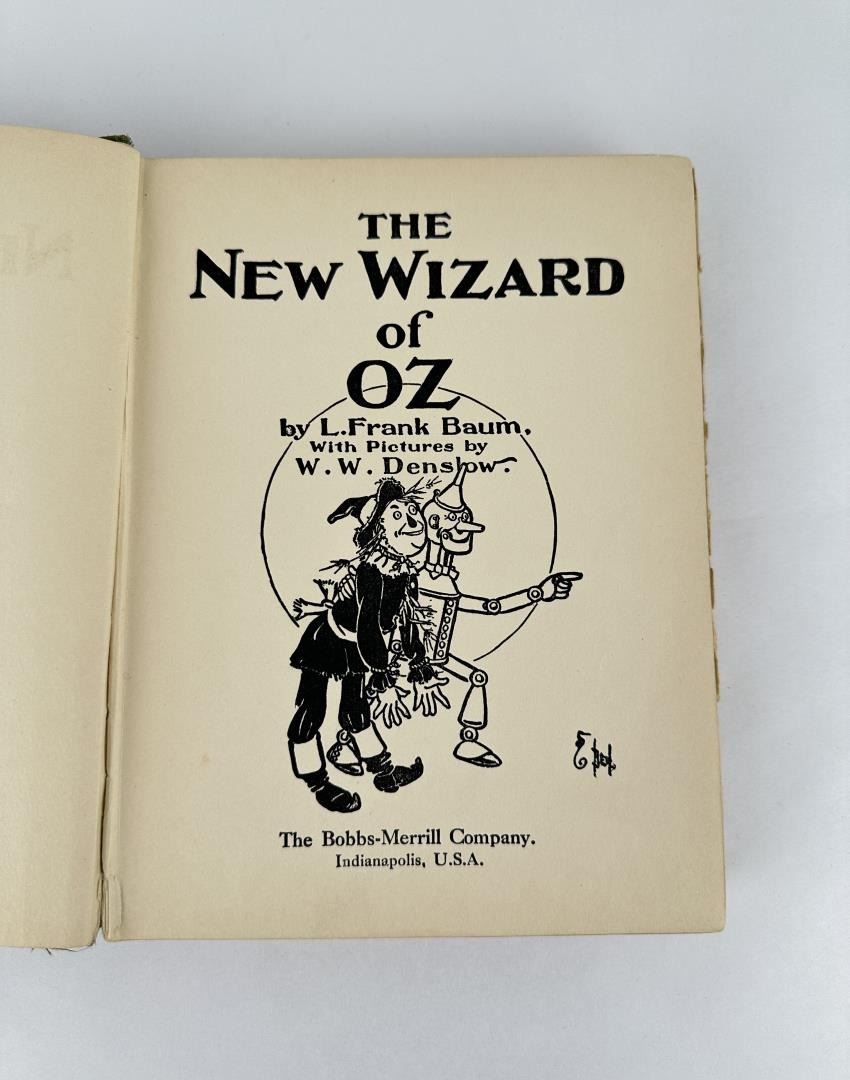 THE
NEW WIZARD
of
OZ
by L. Frank Baum.
With Pictures by
W. W. Denslow.
The Bobbs-Merrill Company.
Indianapolis, U.S.A.